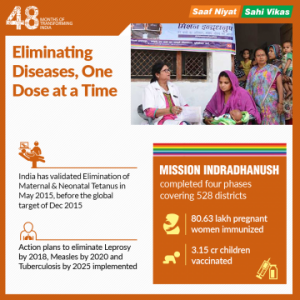 48 MONTHS OF
TRANSFORMING
INDIA
Saaf Niyat Sahi Vikas
Eliminating
Diseases, One
Dose at a Time
India has validated Elimination of
Maternal & Neonatal Tetanus in
May 2015, before the global
target of Dec 2015
Action plans to eliminate Leprosy
by 2018, Measles by 2020 and
Tuberculosis by 2025 implemented
MISSION INDRADHANUSH
completed four phases
covering 528 districts
80.63 lakh pregnant
women immunized
3.15 cr children
vaccinated